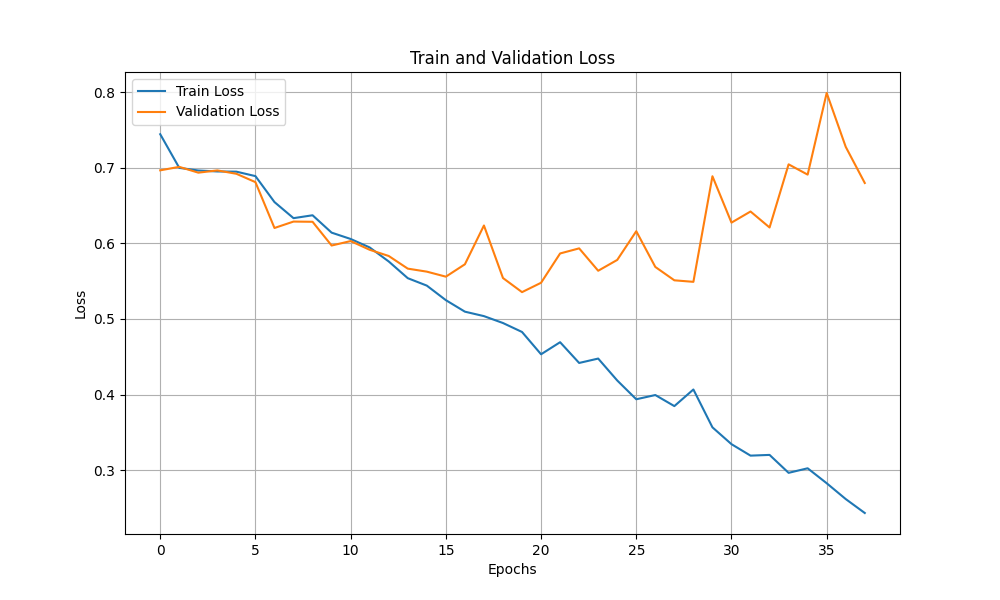 Train and Validation Loss
Train Loss
Validation Loss
0.8
0.7
0.6
0.5
0.4
0.3
Loss
0 5 10 15 20 25 30 35
Epochs